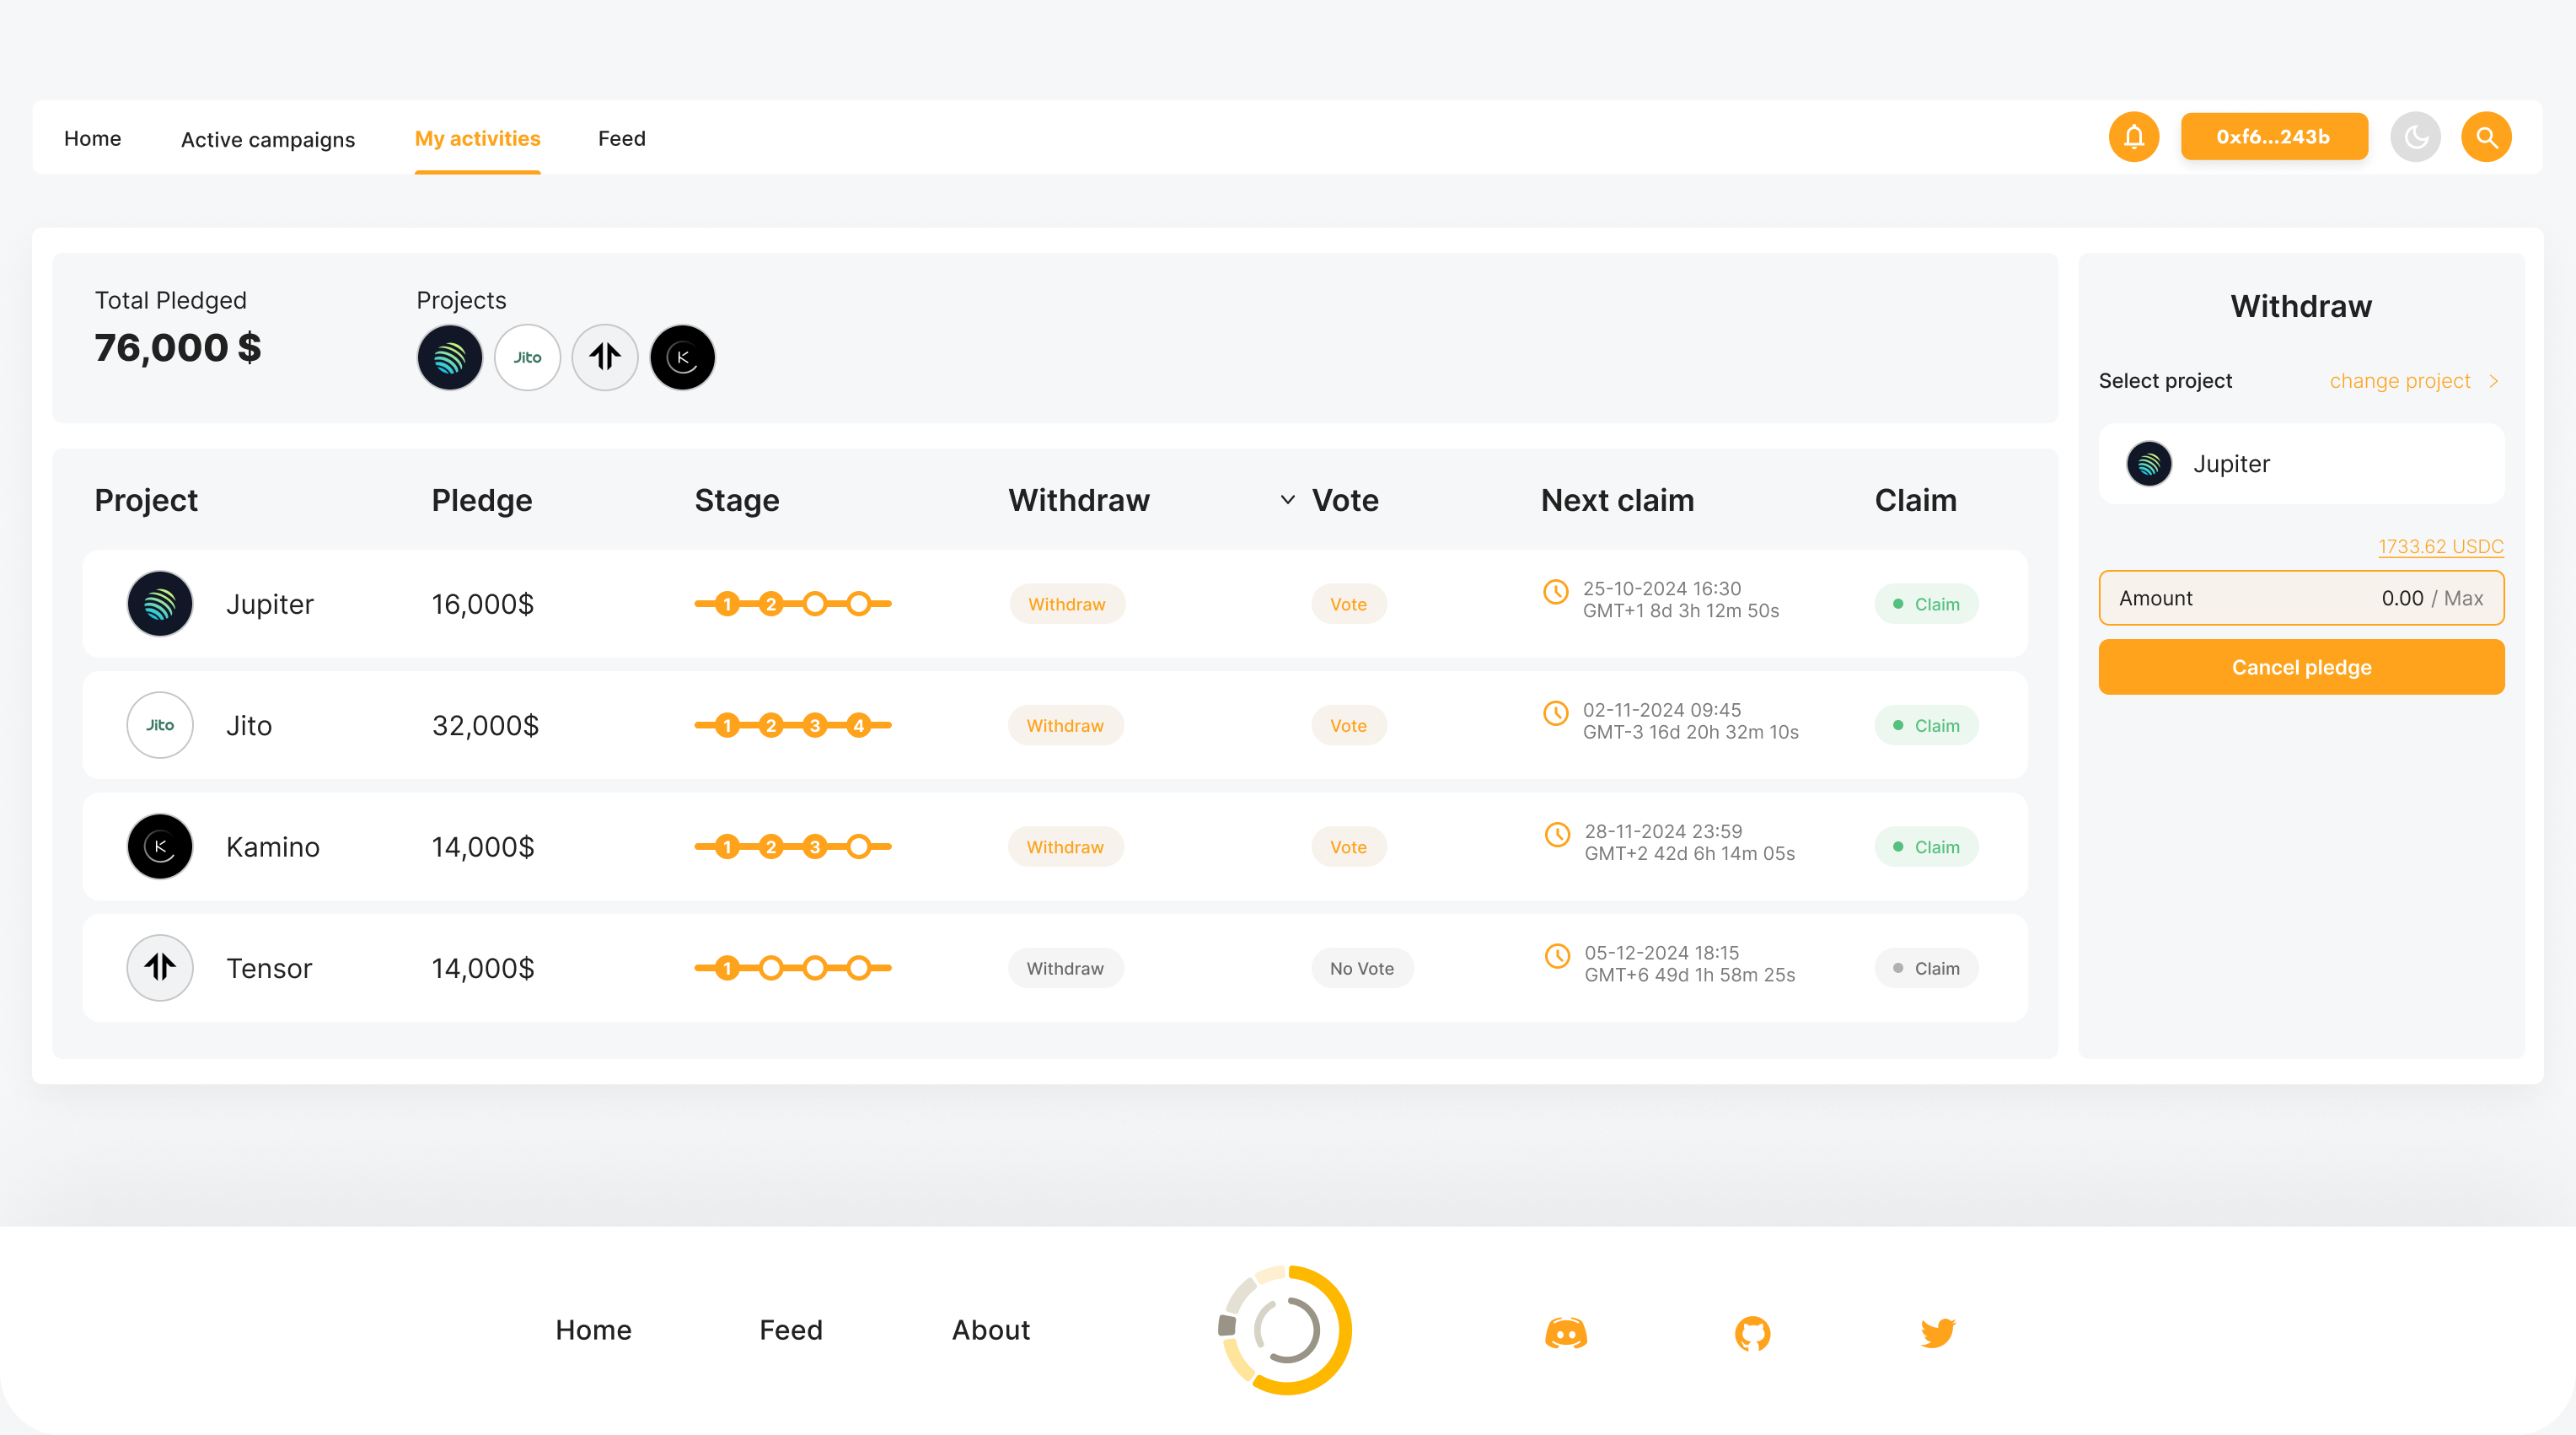 Home
Active campaigns
My activities
Feed
0xf6...243b
Total Pledged
76,000 $
Projects
Jito
K
Withdraw
Select project
change project
Jupiter
1733.62 USDC
Amount
0.00 / Max
Cancel pledge
Project
Pledge
Stage
Withdraw
Vote
Next claim
Claim
Jupiter
16,000$
1 2
Withdraw
Vote
25-10-2024 16:30
GMT+1 8d 3h 12m 50s
Claim
Jito
Jito
32,000$
1 2 3 4
Withdraw
Vote
02-11-2024 09:45
GMT-3 16d 20h 32m 10s
Claim
K
Kamino
14,000$
1 2 3
Withdraw
Vote
28-11-2024 23:59
GMT+2 42d 6h 14m 05s
Claim
Tensor
14,000$
1
Withdraw
No Vote
05-12-2024 18:15
GMT+6 49d 1h 58m 25s
Claim
Home
Feed
About